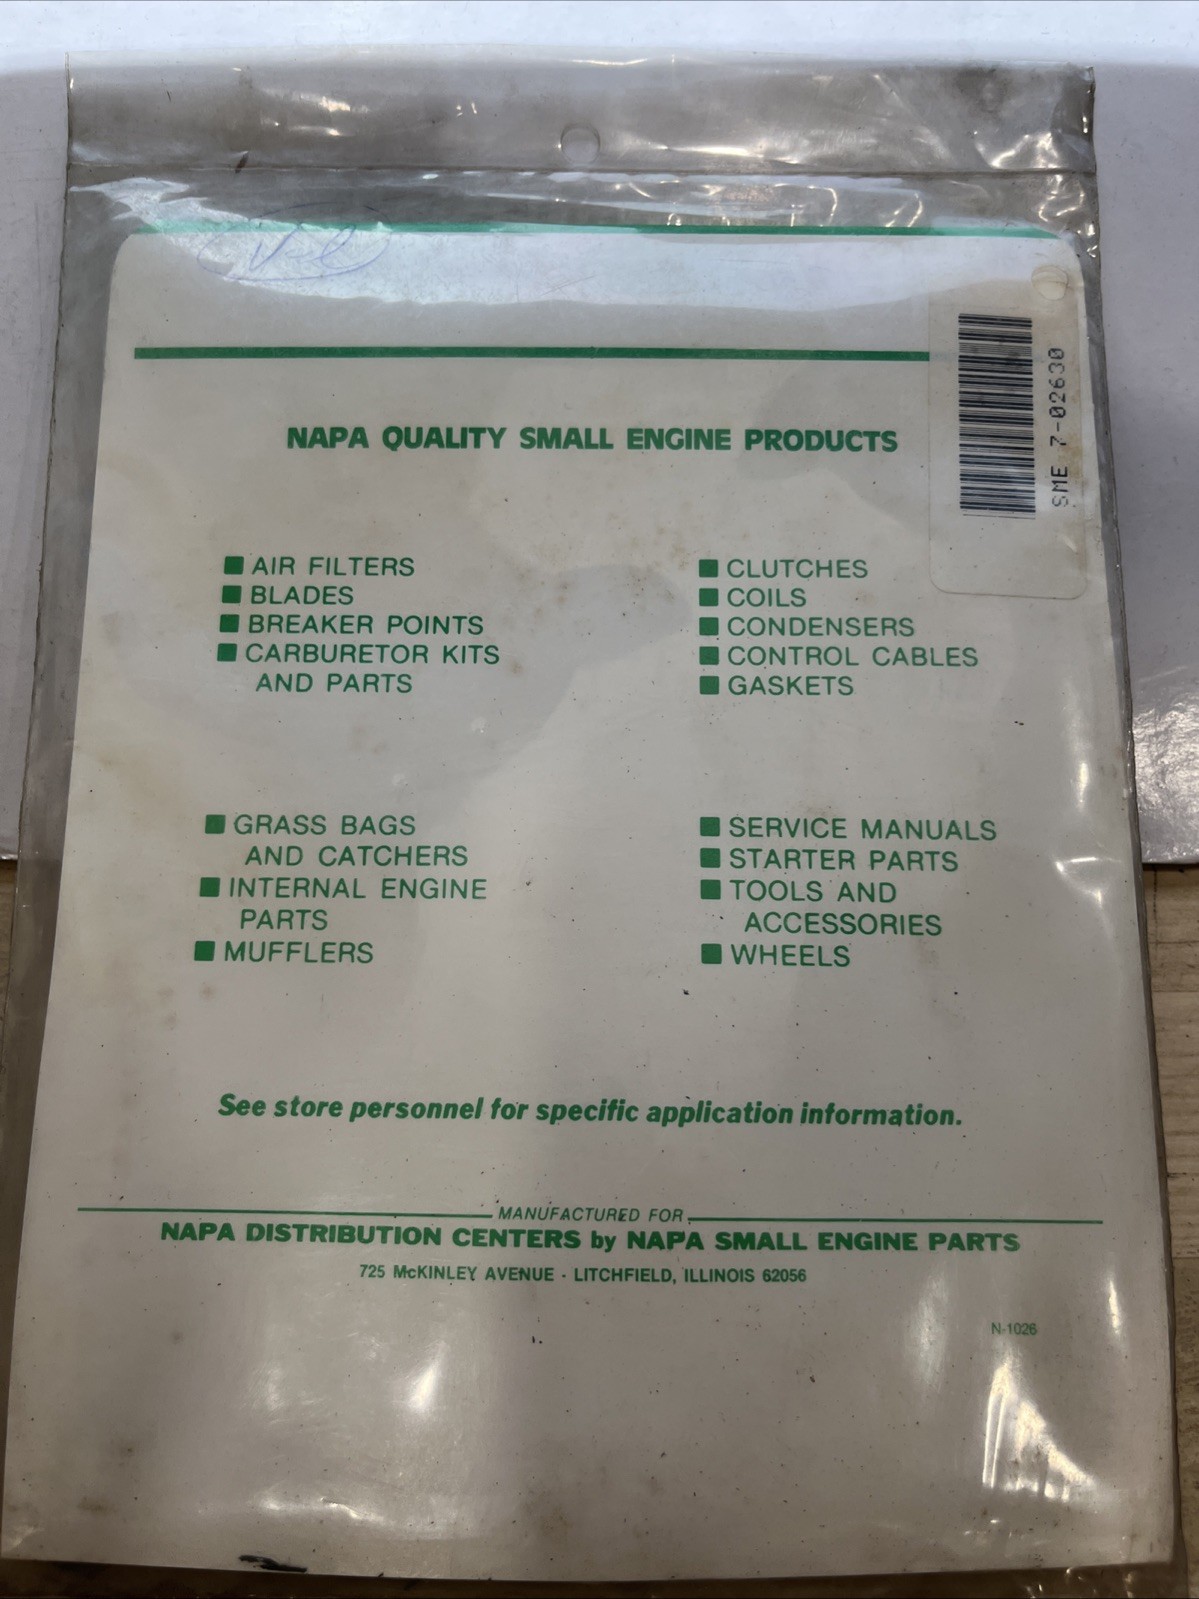 NAPA QUALITY SMALL ENGINE PRODUCTS
SME 7-02630
■ AIR FILTERS
■ BLADES
■ BREAKER POINTS
■ CARBURETOR KITS
AND PARTS
■ CLUTCHES
■ COILS
■ CONDENSERS
■ CONTROL CABLES
■ GASKETS
■ GRASS BAGS
AND CATCHERS
■ INTERNAL ENGINE
PARTS
■ MUFFLERS
■ SERVICE MANUALS
■ STARTER PARTS
■ TOOLS AND
ACCESSORIES
■ WHEELS
See store personnel for specific application information.
MANUFACTURED FOR
NAPA DISTRIBUTION CENTERS by NAPA SMALL ENGINE PARTS
725 McKINLEY AVENUE · LITCHFIELD, ILLINOIS 62056
N-1026